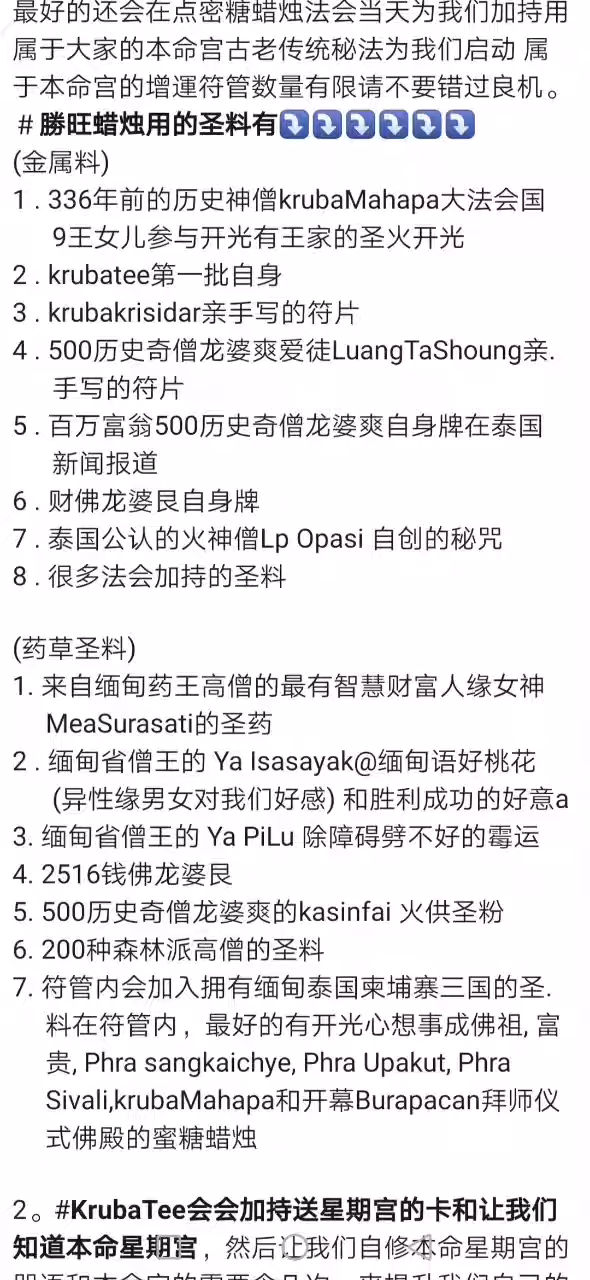 最好的还会在点密糖蜡烛法会当天为我们加持用
属于大家的本命宫古老传统秘法为我们启动 属
于本命宫的增運符管数量有限请不要错过良机。
#勝旺蜡烛用的圣料有⤵️⤵️⤵️⤵️⤵️⤵️
(金属料)
1 . 336年前的历史神僧krubaMahapa大法会国
9王女儿参与开光有王家的圣火开光
2 . krubatee第一批自身
3 . krubakrisidar亲手写的符片
4 . 500历史奇僧龙婆爽爱徒LuangTaShoung亲.
手写的符片
5 . 百万富翁500历史奇僧龙婆爽自身牌在泰国
新闻报道
6 . 财佛龙婆艮自身牌
7 . 泰国公认的火神僧Lp Opasi 自创的秘咒
8 . 很多法会加持的圣料
(药草圣料)
1. 来自缅甸药王高僧的最有智慧财富人缘女神
MeaSurasati的圣药
2 . 缅甸省僧王的 Ya Isasayak@缅甸语好桃花
(异性缘男女对我们好感) 和胜利成功的好意a
3. 缅甸省僧王的 Ya PiLu 除障碍劈不好的霉运
4. 2516钱佛龙婆艮
5. 500历史奇僧龙婆爽的kasinfai 火供圣粉
6. 200种森林派高僧的圣料
7. 符管内会加入拥有缅甸泰国柬埔寨三国的圣.
料在符管内，最好的有开光心想事成佛祖, 富
贵, Phra sangkaichye, Phra Upakut, Phra
Sivali,krubaMahapa和开幕Burapacan拜师仪
式佛殿的蜜糖蜡烛
2。#KrubaTee会会加持送星期宫的卡和让我们
知道本命星期宫，然后让我们自修本命星期宫的